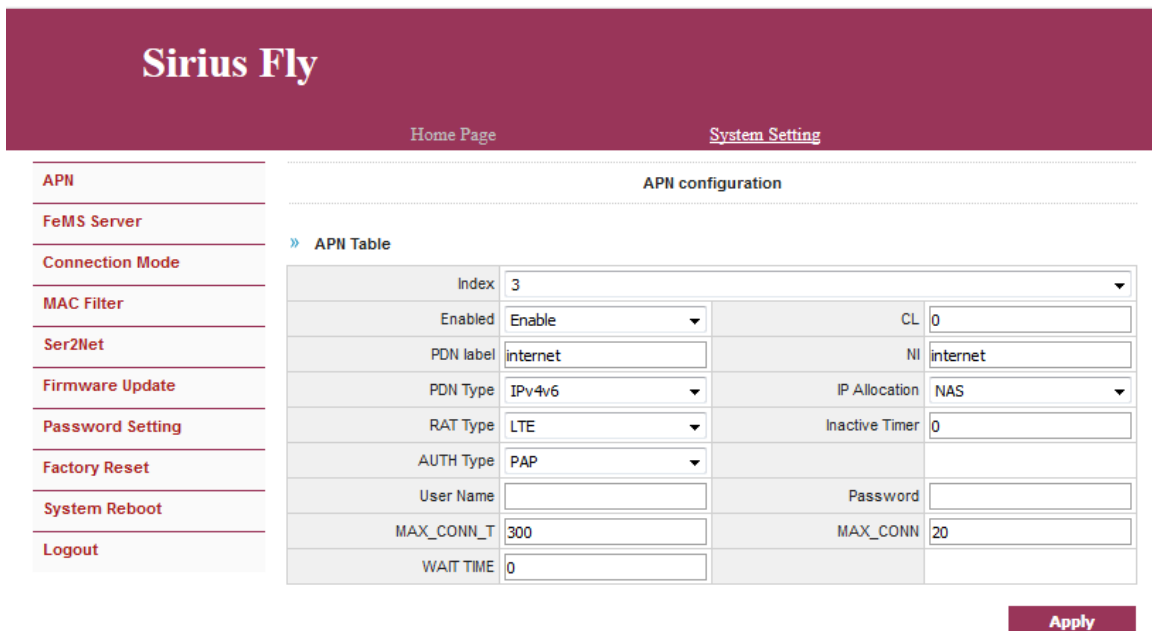 Sirius Fly
Home Page System Setting
APN
FeMS Server
Connection Mode
MAC Filter
Ser2Net
Firmware Update
Password Setting
Factory Reset
System Reboot
Logout
APN configuration
» APN Table
Index 3
Enabled Enable CL 0
PDN label internet NI internet
PDN Type IPv4v6 IP Allocation NAS
RAT Type LTE Inactive Timer 0
AUTH Type PAP
User Name Password
MAX_CONN_T 300 MAX_CONN 20
WAIT TIME 0
Apply